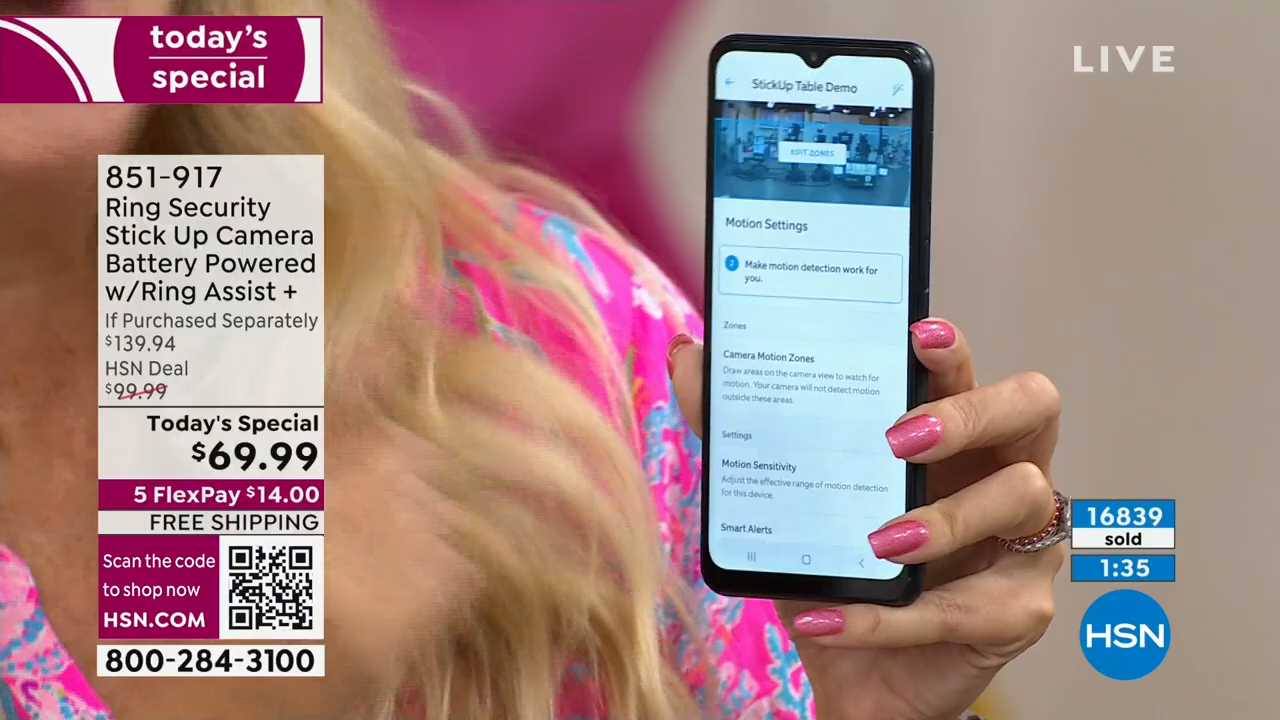 today's
special
LIVE
851-917
Ring Security
Stick Up Camera
Battery Powered
w/Ring Assist +
If Purchased Separately
$139.94
HSN Deal
$99.99
Today's Special
$69.99
5 FlexPay $14.00
FREE SHIPPING
Scan the code
to shop now
HSN.COM
800-284-3100
StickUp Table Demo
EDIT ZONES
Motion Settings
Make motion detection work for
you.
Zones
Camera Motion Zones
Draw areas on the camera view to watch for
motion. Your camera will not detect motion
outside these areas.
Settings
Motion Sensitivity
Adjust the effective range of motion detection
for this device.
Smart Alerts
16839
sold
1:35
HSN